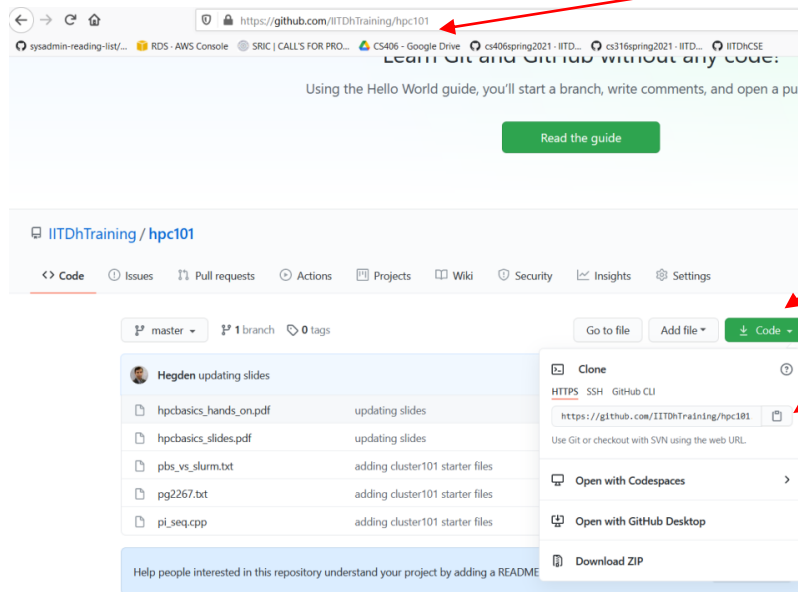 https://github.com/IITDhTraining/hpc101
sysadmin-reading-list/... RDS · AWS Console SRIC | CALL'S FOR PRO... CS406 - Google Drive cs406spring2021 · IITD... cs316spring2021 · IITD... IITDhCSE
Learn Git and GitHub without any code!
Using the Hello World guide, you'll start a branch, write comments, and open a pu
Read the guide
IITDhTraining / hpc101
<> Code Issues Pull requests Actions Projects Wiki Security Insights Settings
master 1 branch 0 tags Go to file Add file Code
Hegden updating slides
hpcbasics_hands_on.pdf updating slides
hpcbasics_slides.pdf updating slides
pbs_vs_slurm.txt adding cluster101 starter files
pg2267.txt adding cluster101 starter files
pi_seq.cpp adding cluster101 starter files
Help people interested in this repository understand your project by adding a README
Clone
HTTPS SSH GitHub CLI
https://github.com/IITDhTraining/hpc101
Use Git or checkout with SVN using the web URL.
Open with Codespaces
Open with GitHub Desktop
Download ZIP